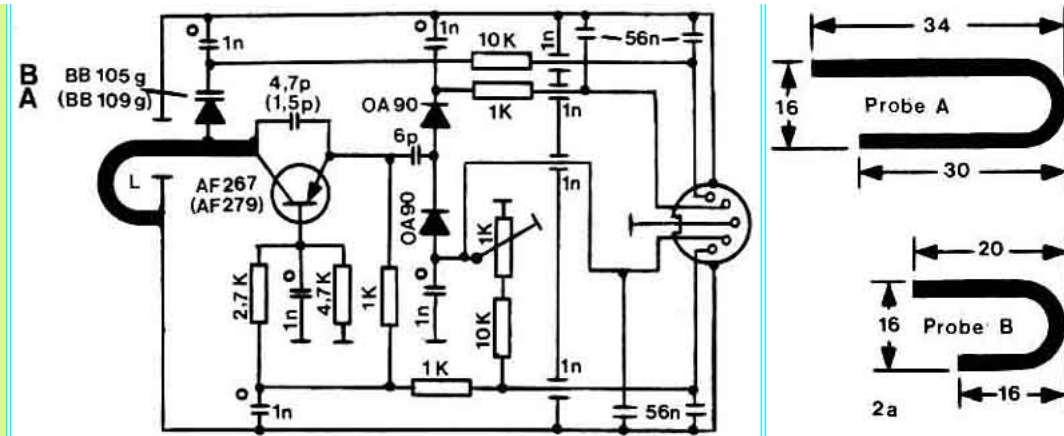 B
A
BB 105 g
(BB 109 g)
1n
1n
1n
56n
10K
4,7p
(1,5p)
OA 90
1K
1n
6p
L
AF 267
(AF279)
OA90
1K
1n
2,7K
1n
4,7K
1K
1n
10K
1K
1n
1n
56n
34
16
Probe A
30
20
16
Probe B
16
2a